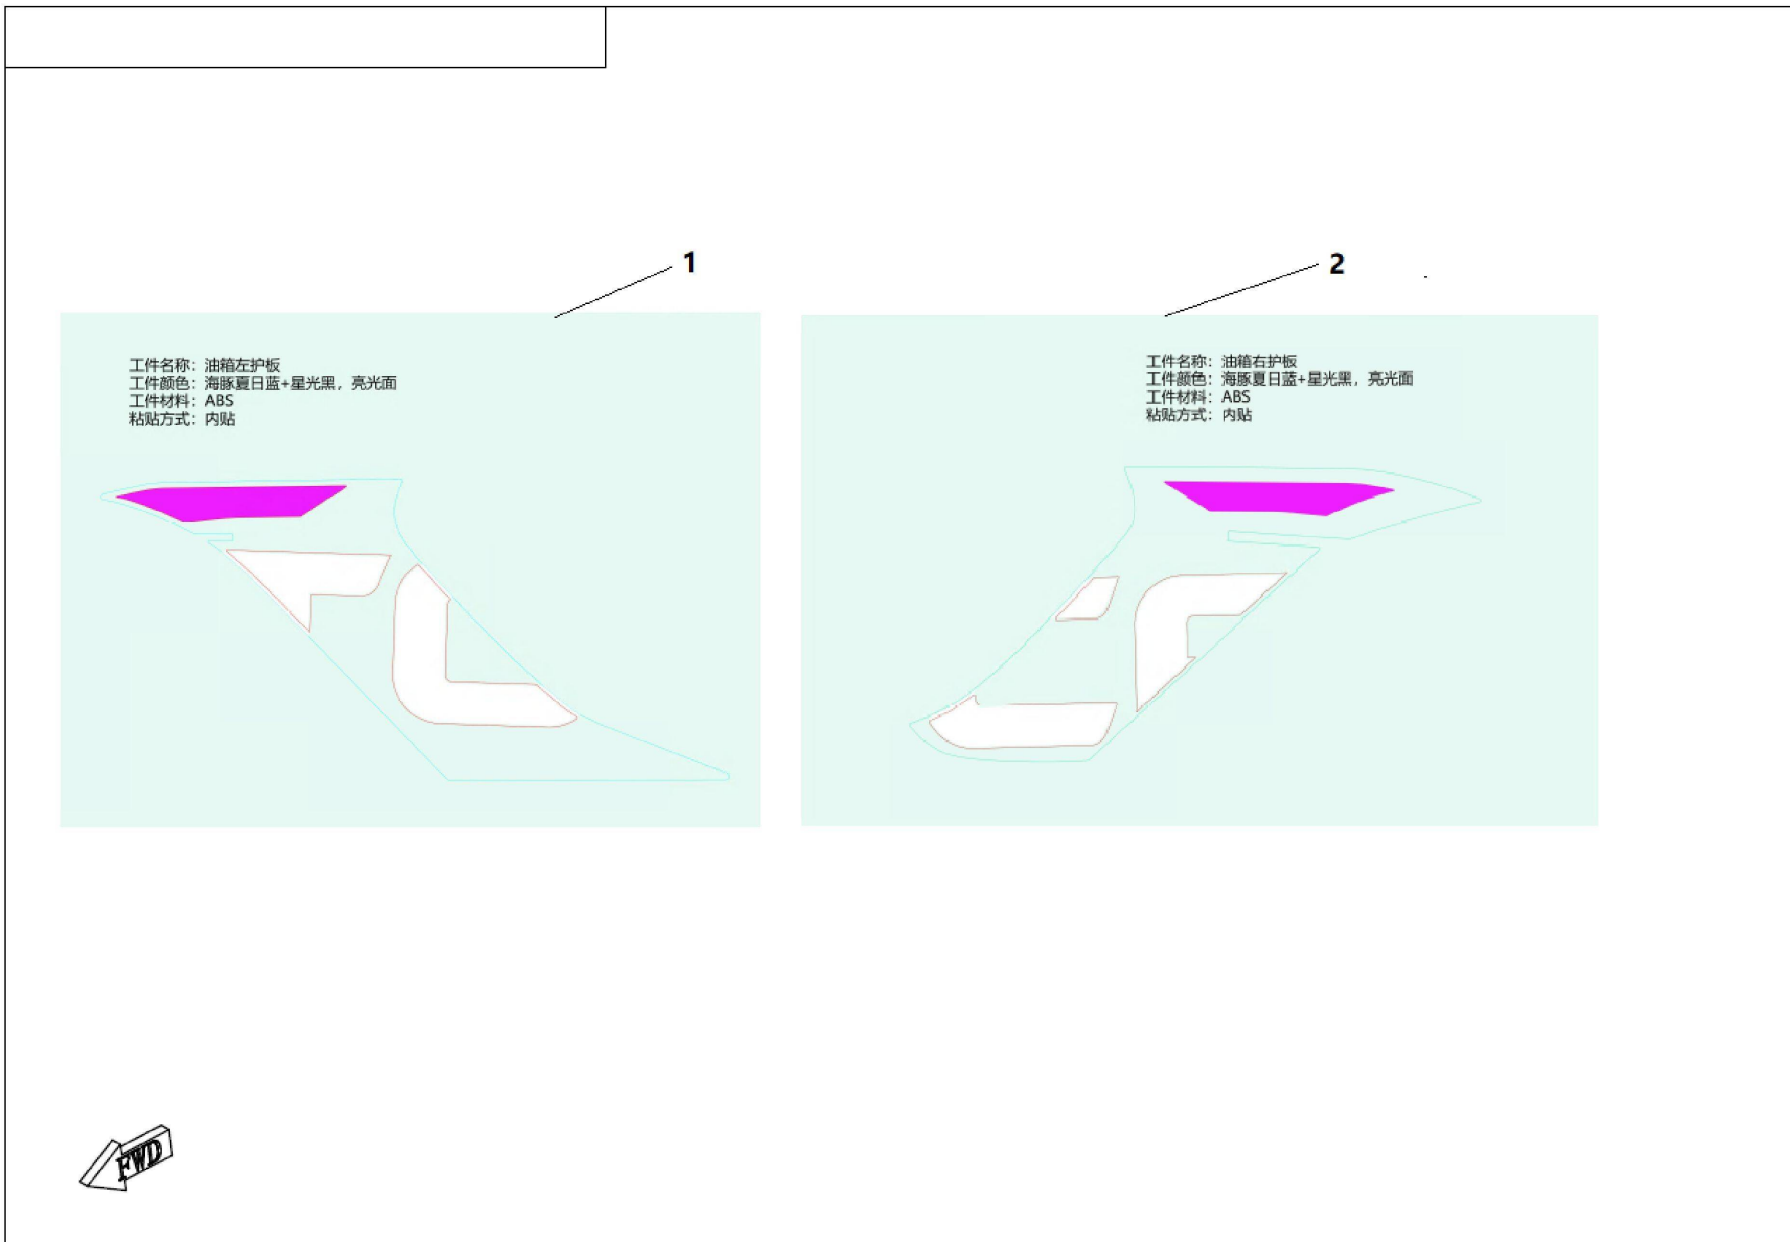 1
2
工件名称：油箱左护板
工件颜色：海豚夏日蓝+星光黑，亮光面
工件材料：ABS
粘贴方式：内贴
工件名称：油箱右护板
工件颜色：海豚夏日蓝+星光黑，亮光面
工件材料：ABS
粘贴方式：内贴
FWD